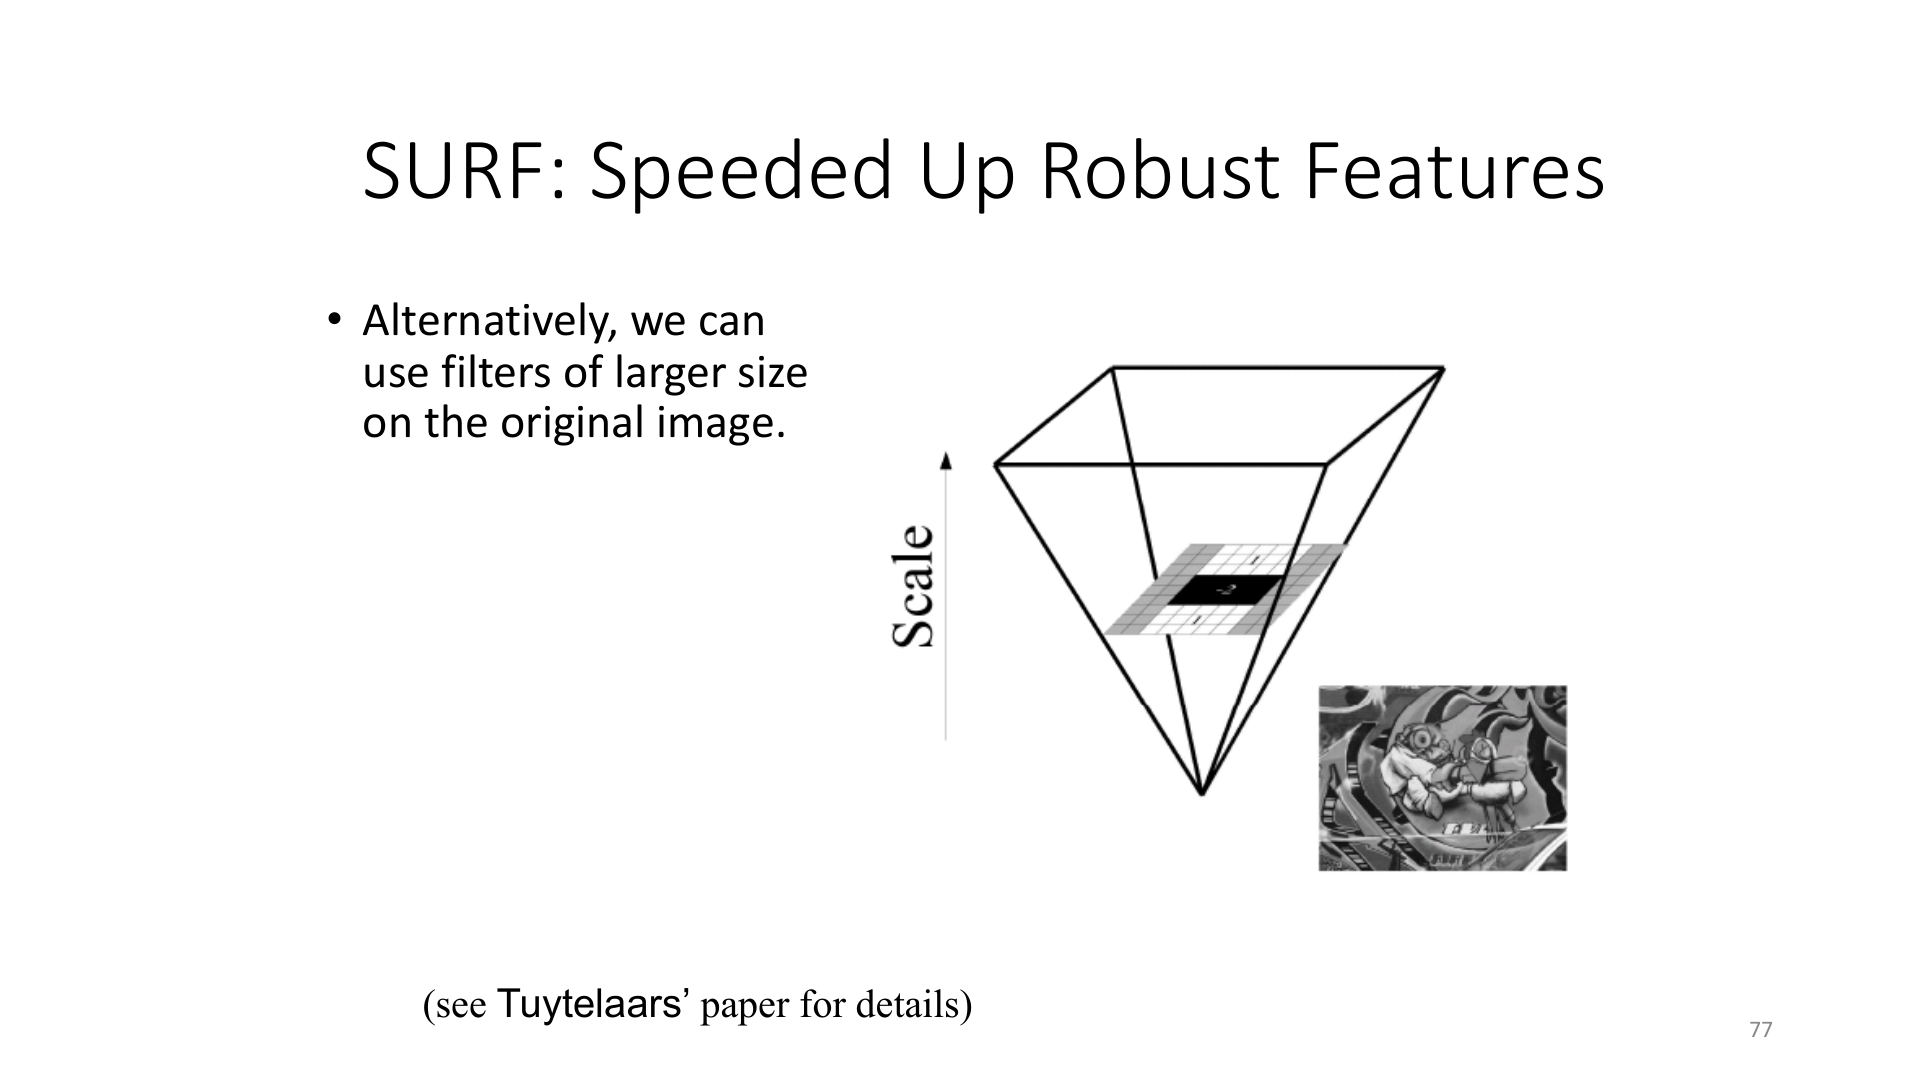 SURF: Speeded Up Robust Features
• Alternatively, we can
use filters of larger size
on the original image.
Scale
1
-2
1
(see Tuytelaars’ paper for details)
77